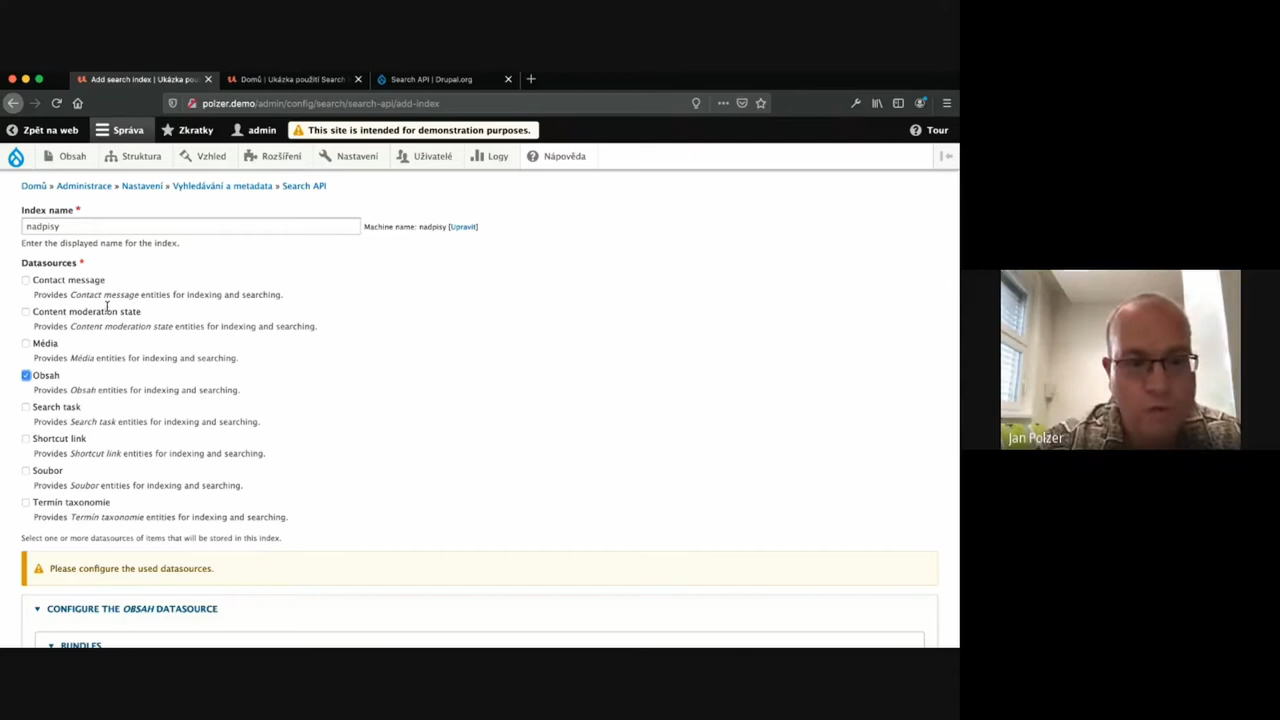 Add search index | Ukázka pou
Domů | Ukázka použití Search
Search API | Drupal.org
polzer.demo/admin/config/search/search-api/add-index
Zpět na web
Správa
Zkratky
admin
This site is intended for demonstration purposes.
Tour
Obsah
Struktura
Vzhled
Rozšíření
Nastavení
Uživatelé
Logy
Nápověda
Domů » Administrace » Nastavení » Vyhledávání a metadata » Search API
Index name *
nadpisy
Machine name: nadpisy [Upravit]
Enter the displayed name for the index.
Datasources *
Contact message
Provides Contact message entities for indexing and searching.
Content moderation state
Provides Content moderation state entities for indexing and searching.
Média
Provides Média entities for indexing and searching.
Obsah
Provides Obsah entities for indexing and searching.
Search task
Provides Search task entities for indexing and searching.
Shortcut link
Provides Shortcut link entities for indexing and searching.
Soubor
Provides Soubor entities for indexing and searching.
Termín taxonomie
Provides Termín taxonomie entities for indexing and searching.
Select one or more datasources of items that will be stored in this index.
Please configure the used datasources.
CONFIGURE THE OBSAH DATASOURCE
BUNDLES
Jan Polzer